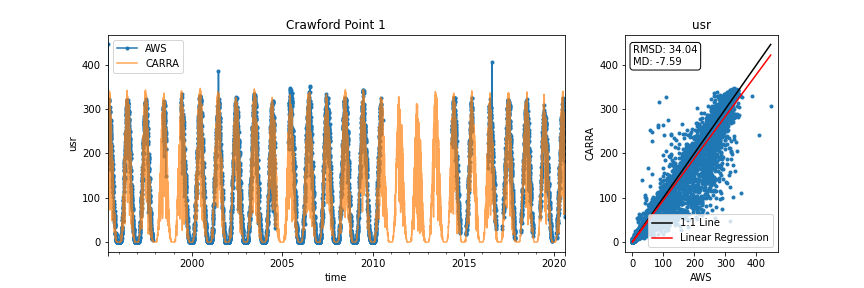 Crawford Point 1
AWS
CARRA
usr
400
300
200
100
0
2000
2005
2010
2015
2020
time
usr
RMSD: 34.04
MD: -7.59
CARRA
400
300
200
100
0
1:1 Line
Linear Regression
0
100
200
300
400
AWS